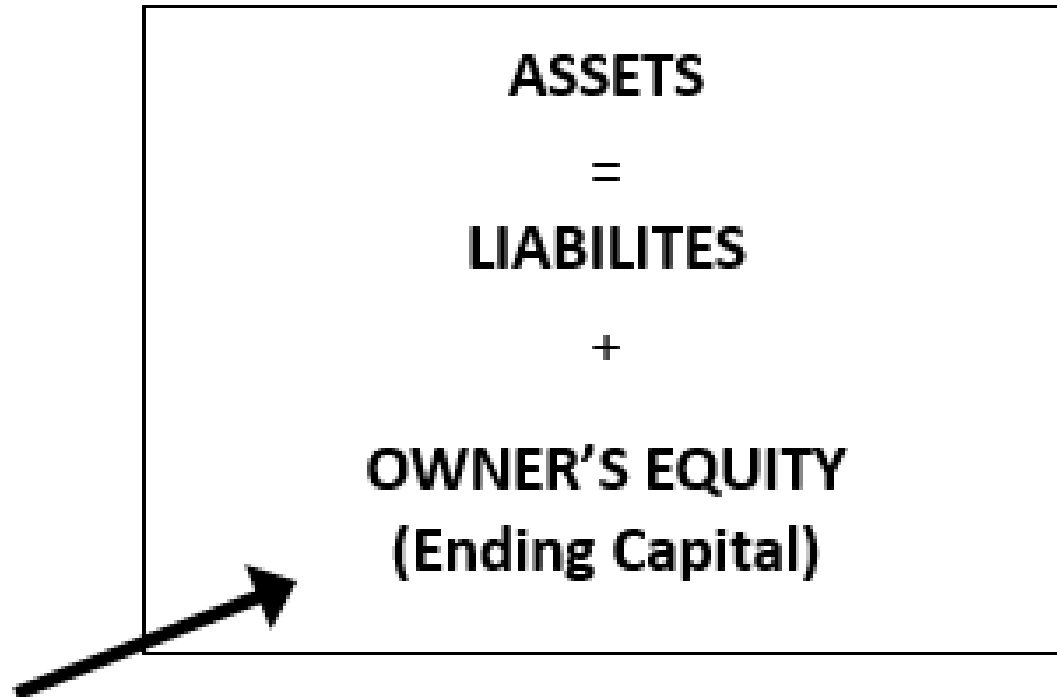 ASSETS
=
LIABILITES
+
OWNER’S EQUITY
(Ending Capital)